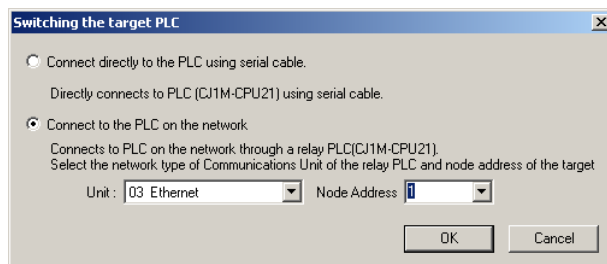 Switching the target PLC
Connect directly to the PLC using serial cable.
Directly connects to PLC (CJ1M-CPU21) using serial cable.
Connect to the PLC on the network
Connects to PLC on the network through a relay PLC(CJ1M-CPU21).
Select the network type of Communications Unit of the relay PLC and node address of the target
Unit : 03 Ethernet Node Address 1
OK Cancel